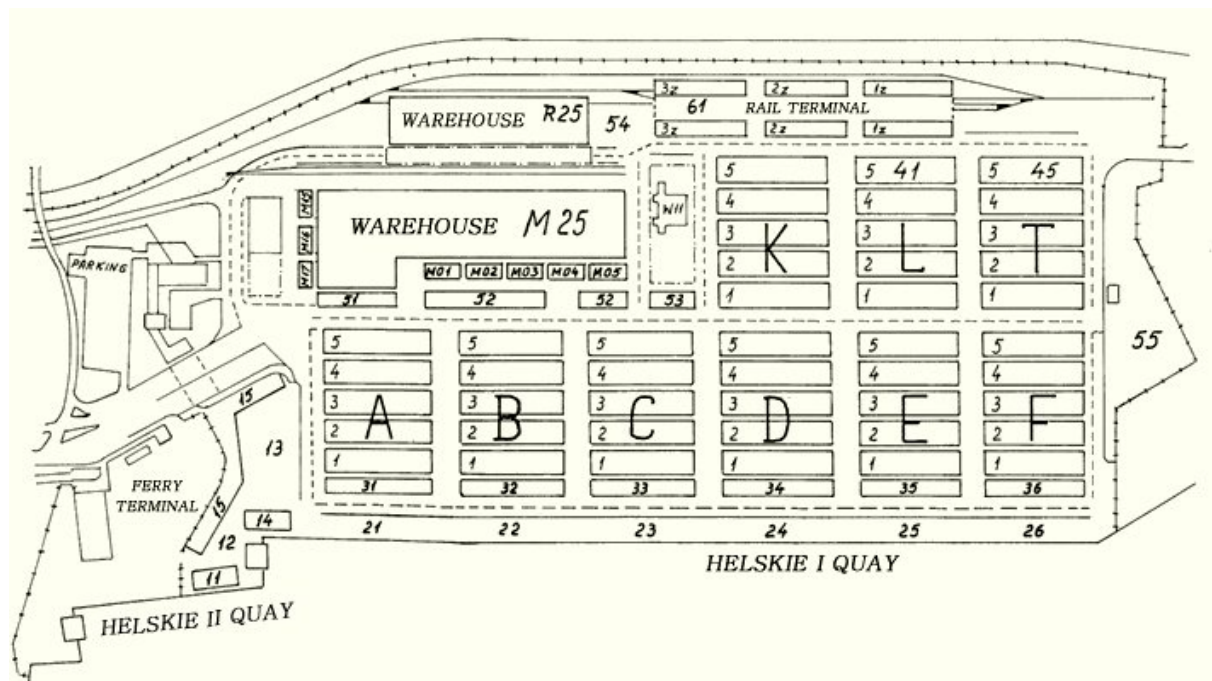 3z 2z 1z
WAREHOUSE R25 54 61 RAIL TERMINAL
3z 2z 1z
5 5 41 5 45
4 4 4
WAREHOUSE M25 W11
M16
M17
PARKING
3 K 3 L 3 T
2 2 2
M01 M02 M03 M04 M05
51 52 52 53 1 1 1
55
5 5 5 5 5 5
4 4 4 4 4 4
15
3 A 3 B 3 C 3 D 3 E 3 F
2 2 2 2 2 2
13
1 1 1 1 1 1
31 32 33 34 35 36
FERRY
TERMINAL 15
12 14 21 22 23 24 25 26
11
HELSKIE I QUAY
HELSKIE II QUAY